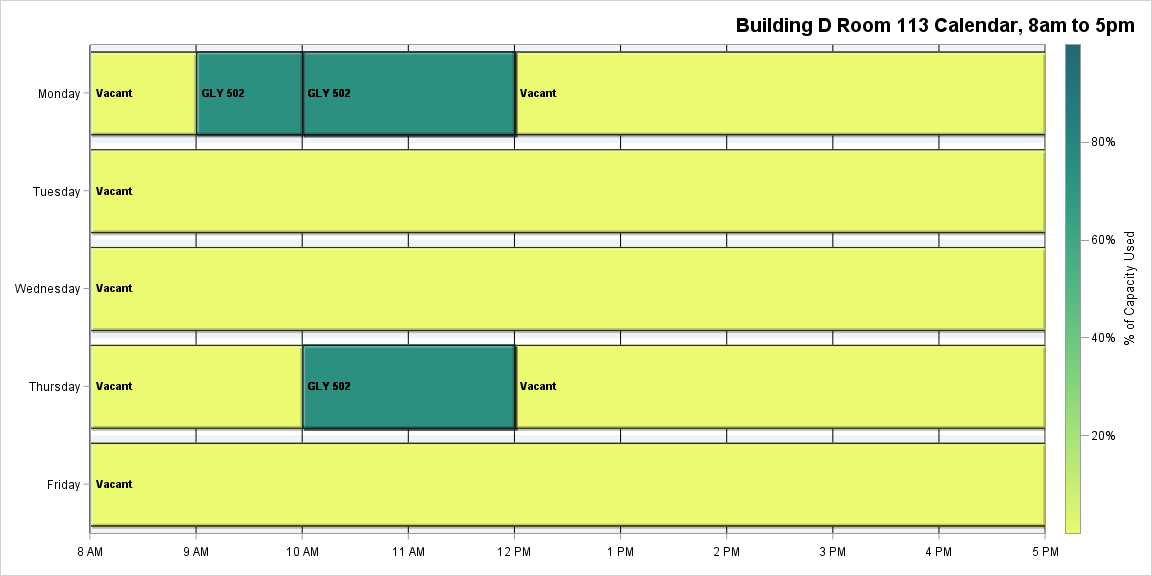 Building D Room 113 Calendar, 8am to 5pm
Monday Vacant GLY 502 GLY 502 Vacant
Tuesday Vacant
Wednesday Vacant
Thursday Vacant GLY 502 Vacant
Friday Vacant
8 AM 9 AM 10 AM 11 AM 12 PM 1 PM 2 PM 3 PM 4 PM 5 PM
80%
60%
40%
20%
% of Capacity Used